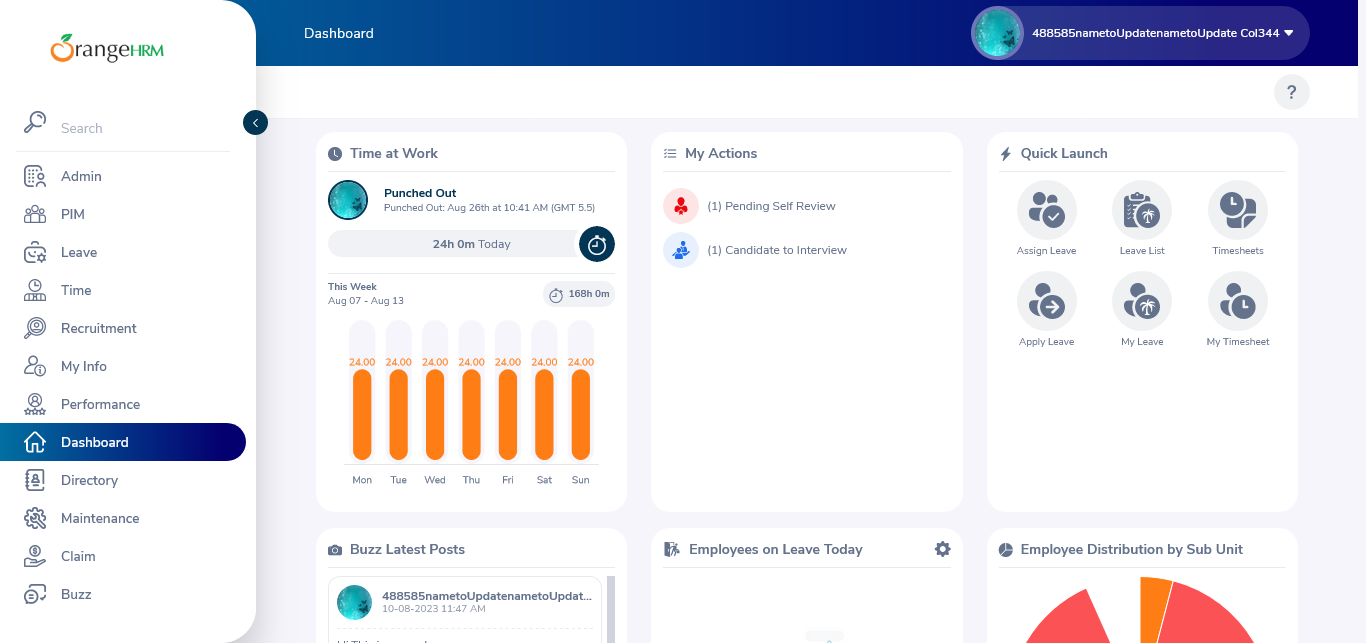 OrangeHRM
Dashboard
488585nametoUpdatenametoUpdate Col344
?
Search
Admin
PIM
Leave
Time
Recruitment
My Info
Performance
Dashboard
Directory
Maintenance
Claim
Buzz
Time at Work
Punched Out
Punched Out: Aug 26th at 10:41 AM (GMT 5.5)
24h 0m Today
This Week
Aug 07 - Aug 13
168h 0m
24.00 24.00 24.00 24.00 24.00 24.00 24.00
Mon Tue Wed Thu Fri Sat Sun
My Actions
(1) Pending Self Review
(1) Candidate to Interview
Quick Launch
Assign Leave Leave List Timesheets
Apply Leave My Leave My Timesheet
Buzz Latest Posts
488585nametoUpdatenametoUpdat...
10-08-2023 11:47 AM
Employees on Leave Today
Employee Distribution by Sub Unit